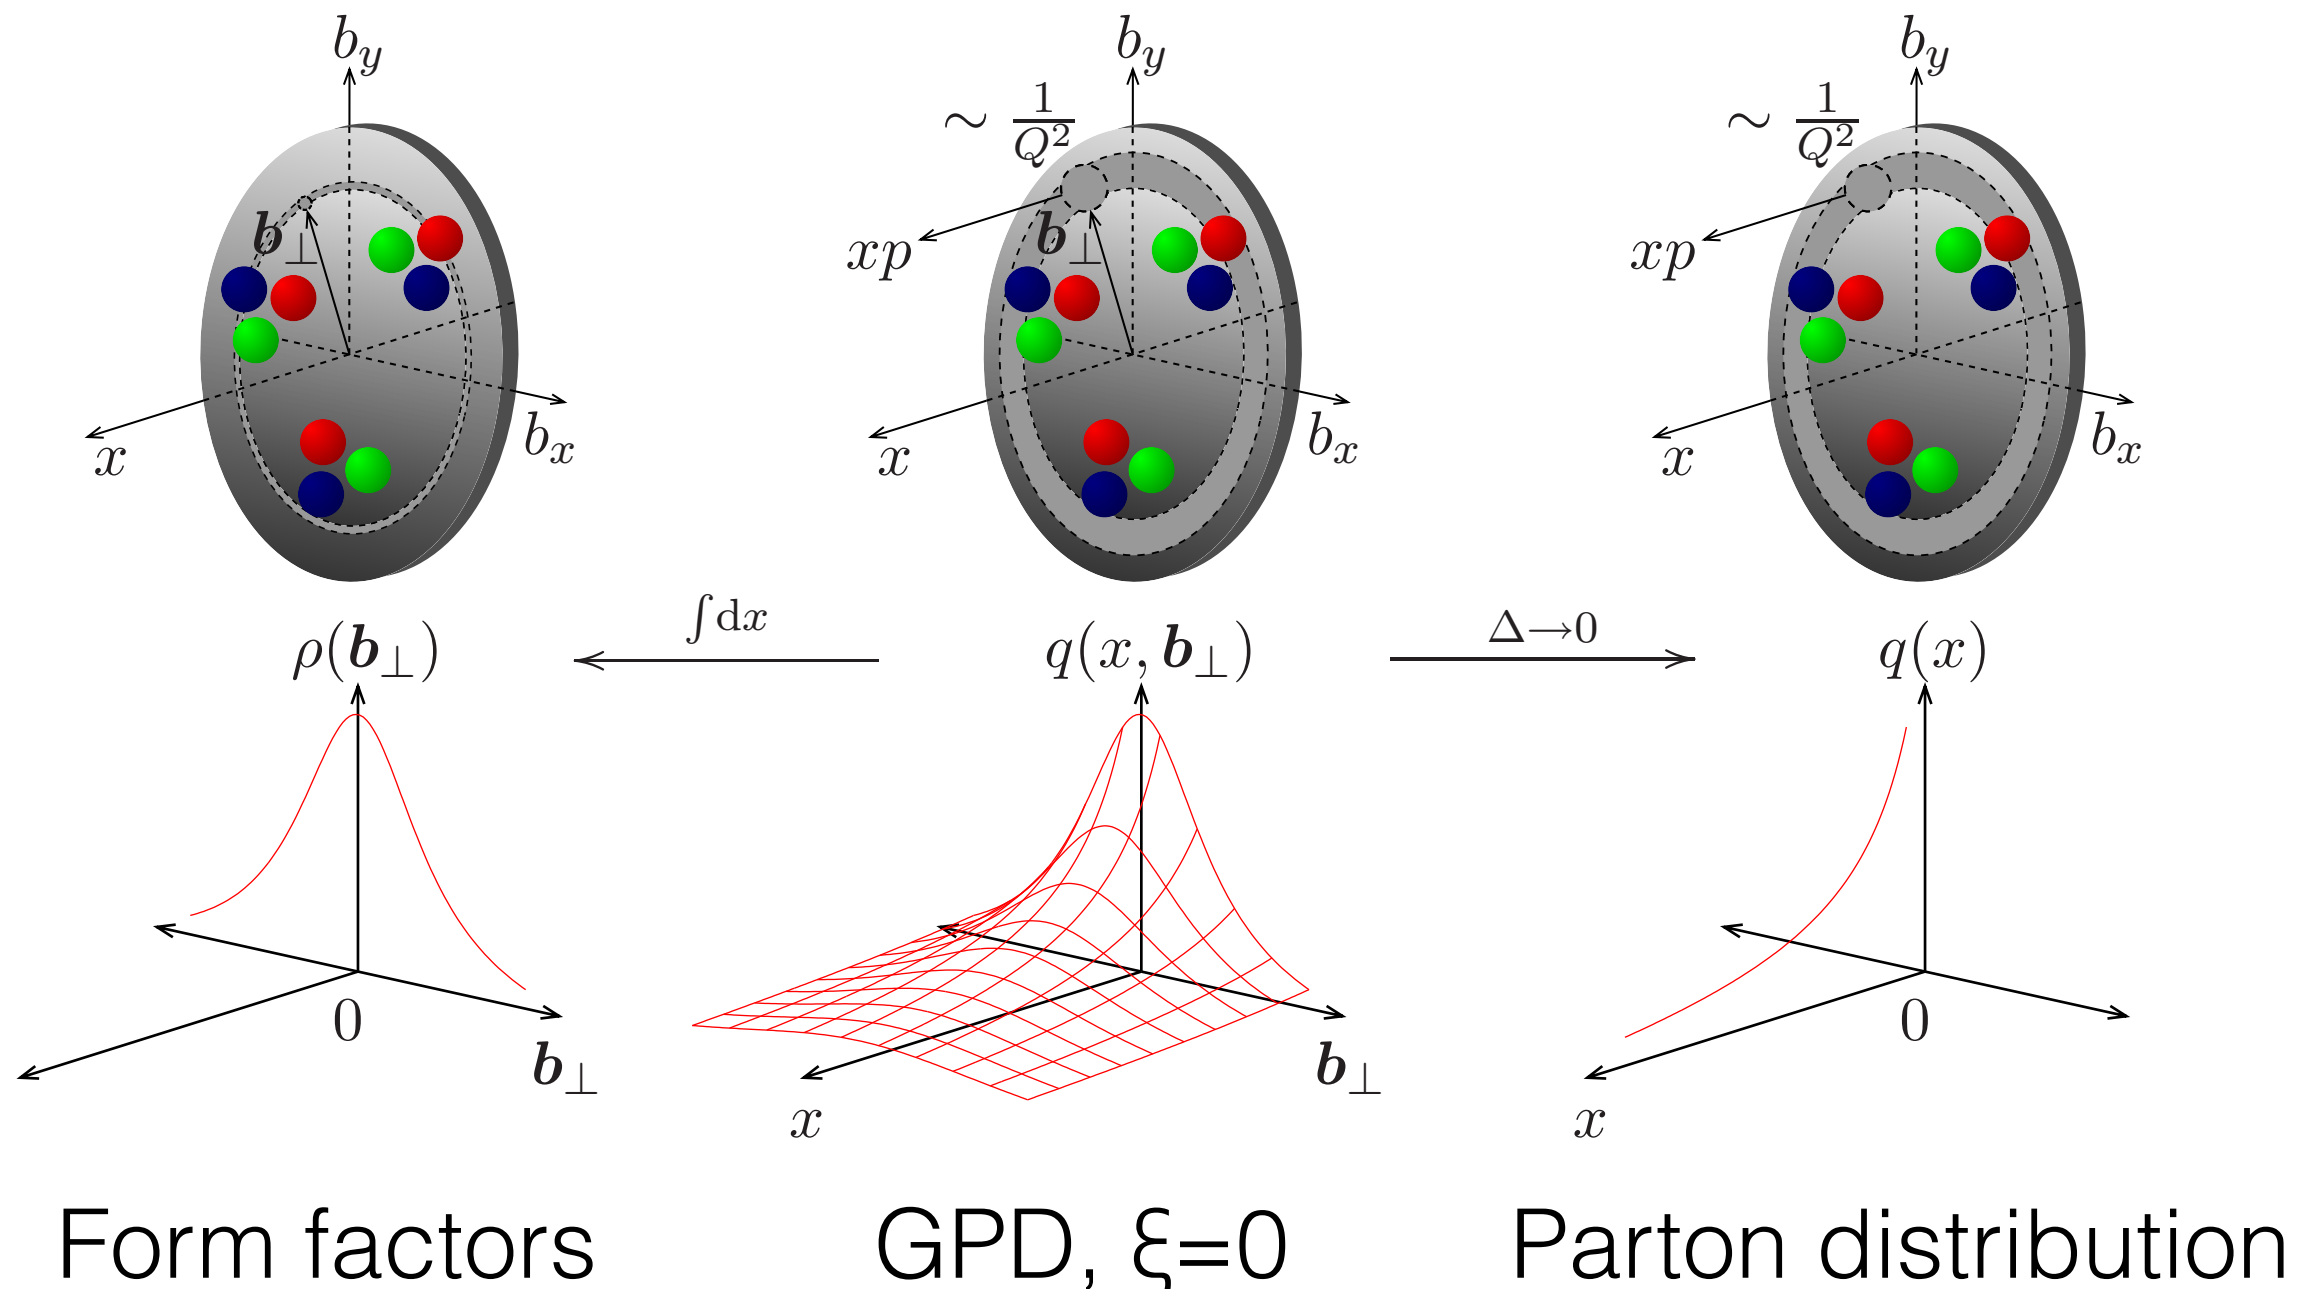 b_y b_y b_y
∼ 1/Q² ∼ 1/Q²
b_⊥ xp b_⊥ xp
x b_x x b_x x b_x
∫dx Δ→0
ρ(b_⊥) q(x, b_⊥) q(x)
0 0
b_⊥ b_⊥
x x
Form factors GPD, ξ=0 Parton distribution